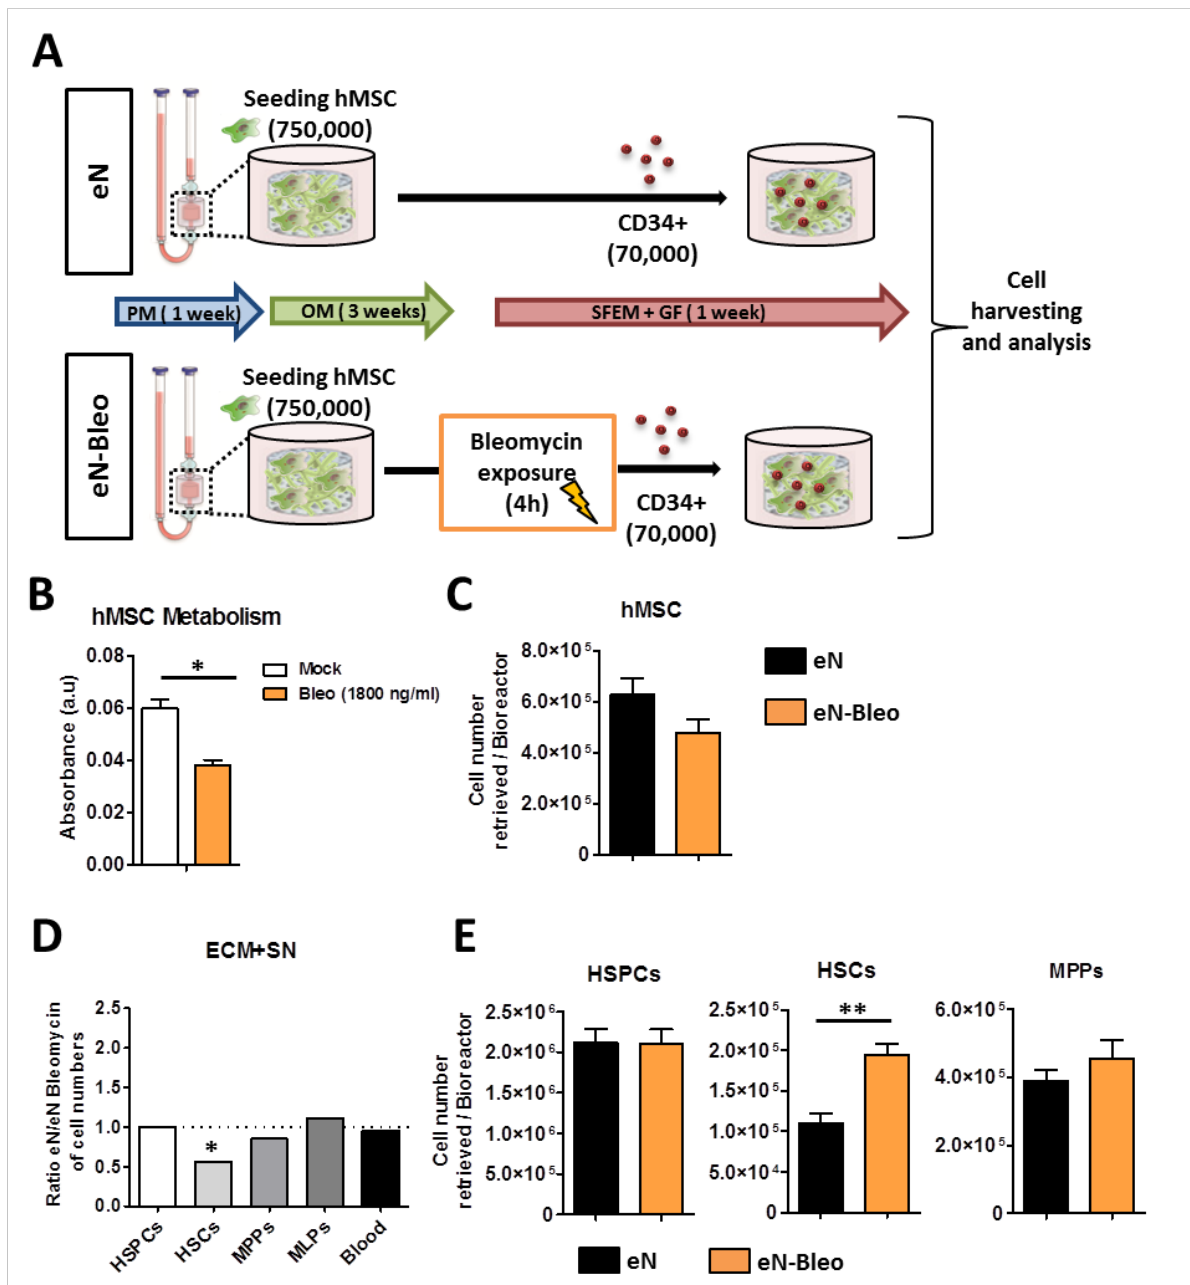 A
eN
Seeding hMSC
(750,000)
CD34+
(70,000)
PM ( 1 week)
OM ( 3 weeks)
SFEM + GF ( 1 week)
Cell
harvesting
and analysis
eN-Bleo
Seeding hMSC
(750,000)
Bleomycin
exposure
(4h)
CD34+
(70,000)
B
hMSC Metabolism
Absorbance (a.u)
0.08
0.06
0.04
0.02
0.00
*
Mock
Bleo (1800 ng/ml)
C
hMSC
Cell number
retrieved / Bioreactor
8.0×10⁵
6.0×10⁵
4.0×10⁵
2.0×10⁵
0
eN
eN-Bleo
D
ECM+SN
Ratio eN/eN Bleomycin
of cell numbers
2.5
2.0
1.5
1.0
0.5
0.0
*
HSPCs
HSCs
MPPs
MLPs
Blood
E
Cell number
retrieved / Bioreactor
HSPCs
2.5×10⁶
2.0×10⁶
1.5×10⁶
1.0×10⁶
5.0×10⁵
0
HSCs
2.5×10⁵
2.0×10⁵
1.5×10⁵
1.0×10⁵
5.0×10⁴
0
**
MPPs
6.0×10⁵
4.0×10⁵
2.0×10⁵
0
eN
eN-Bleo